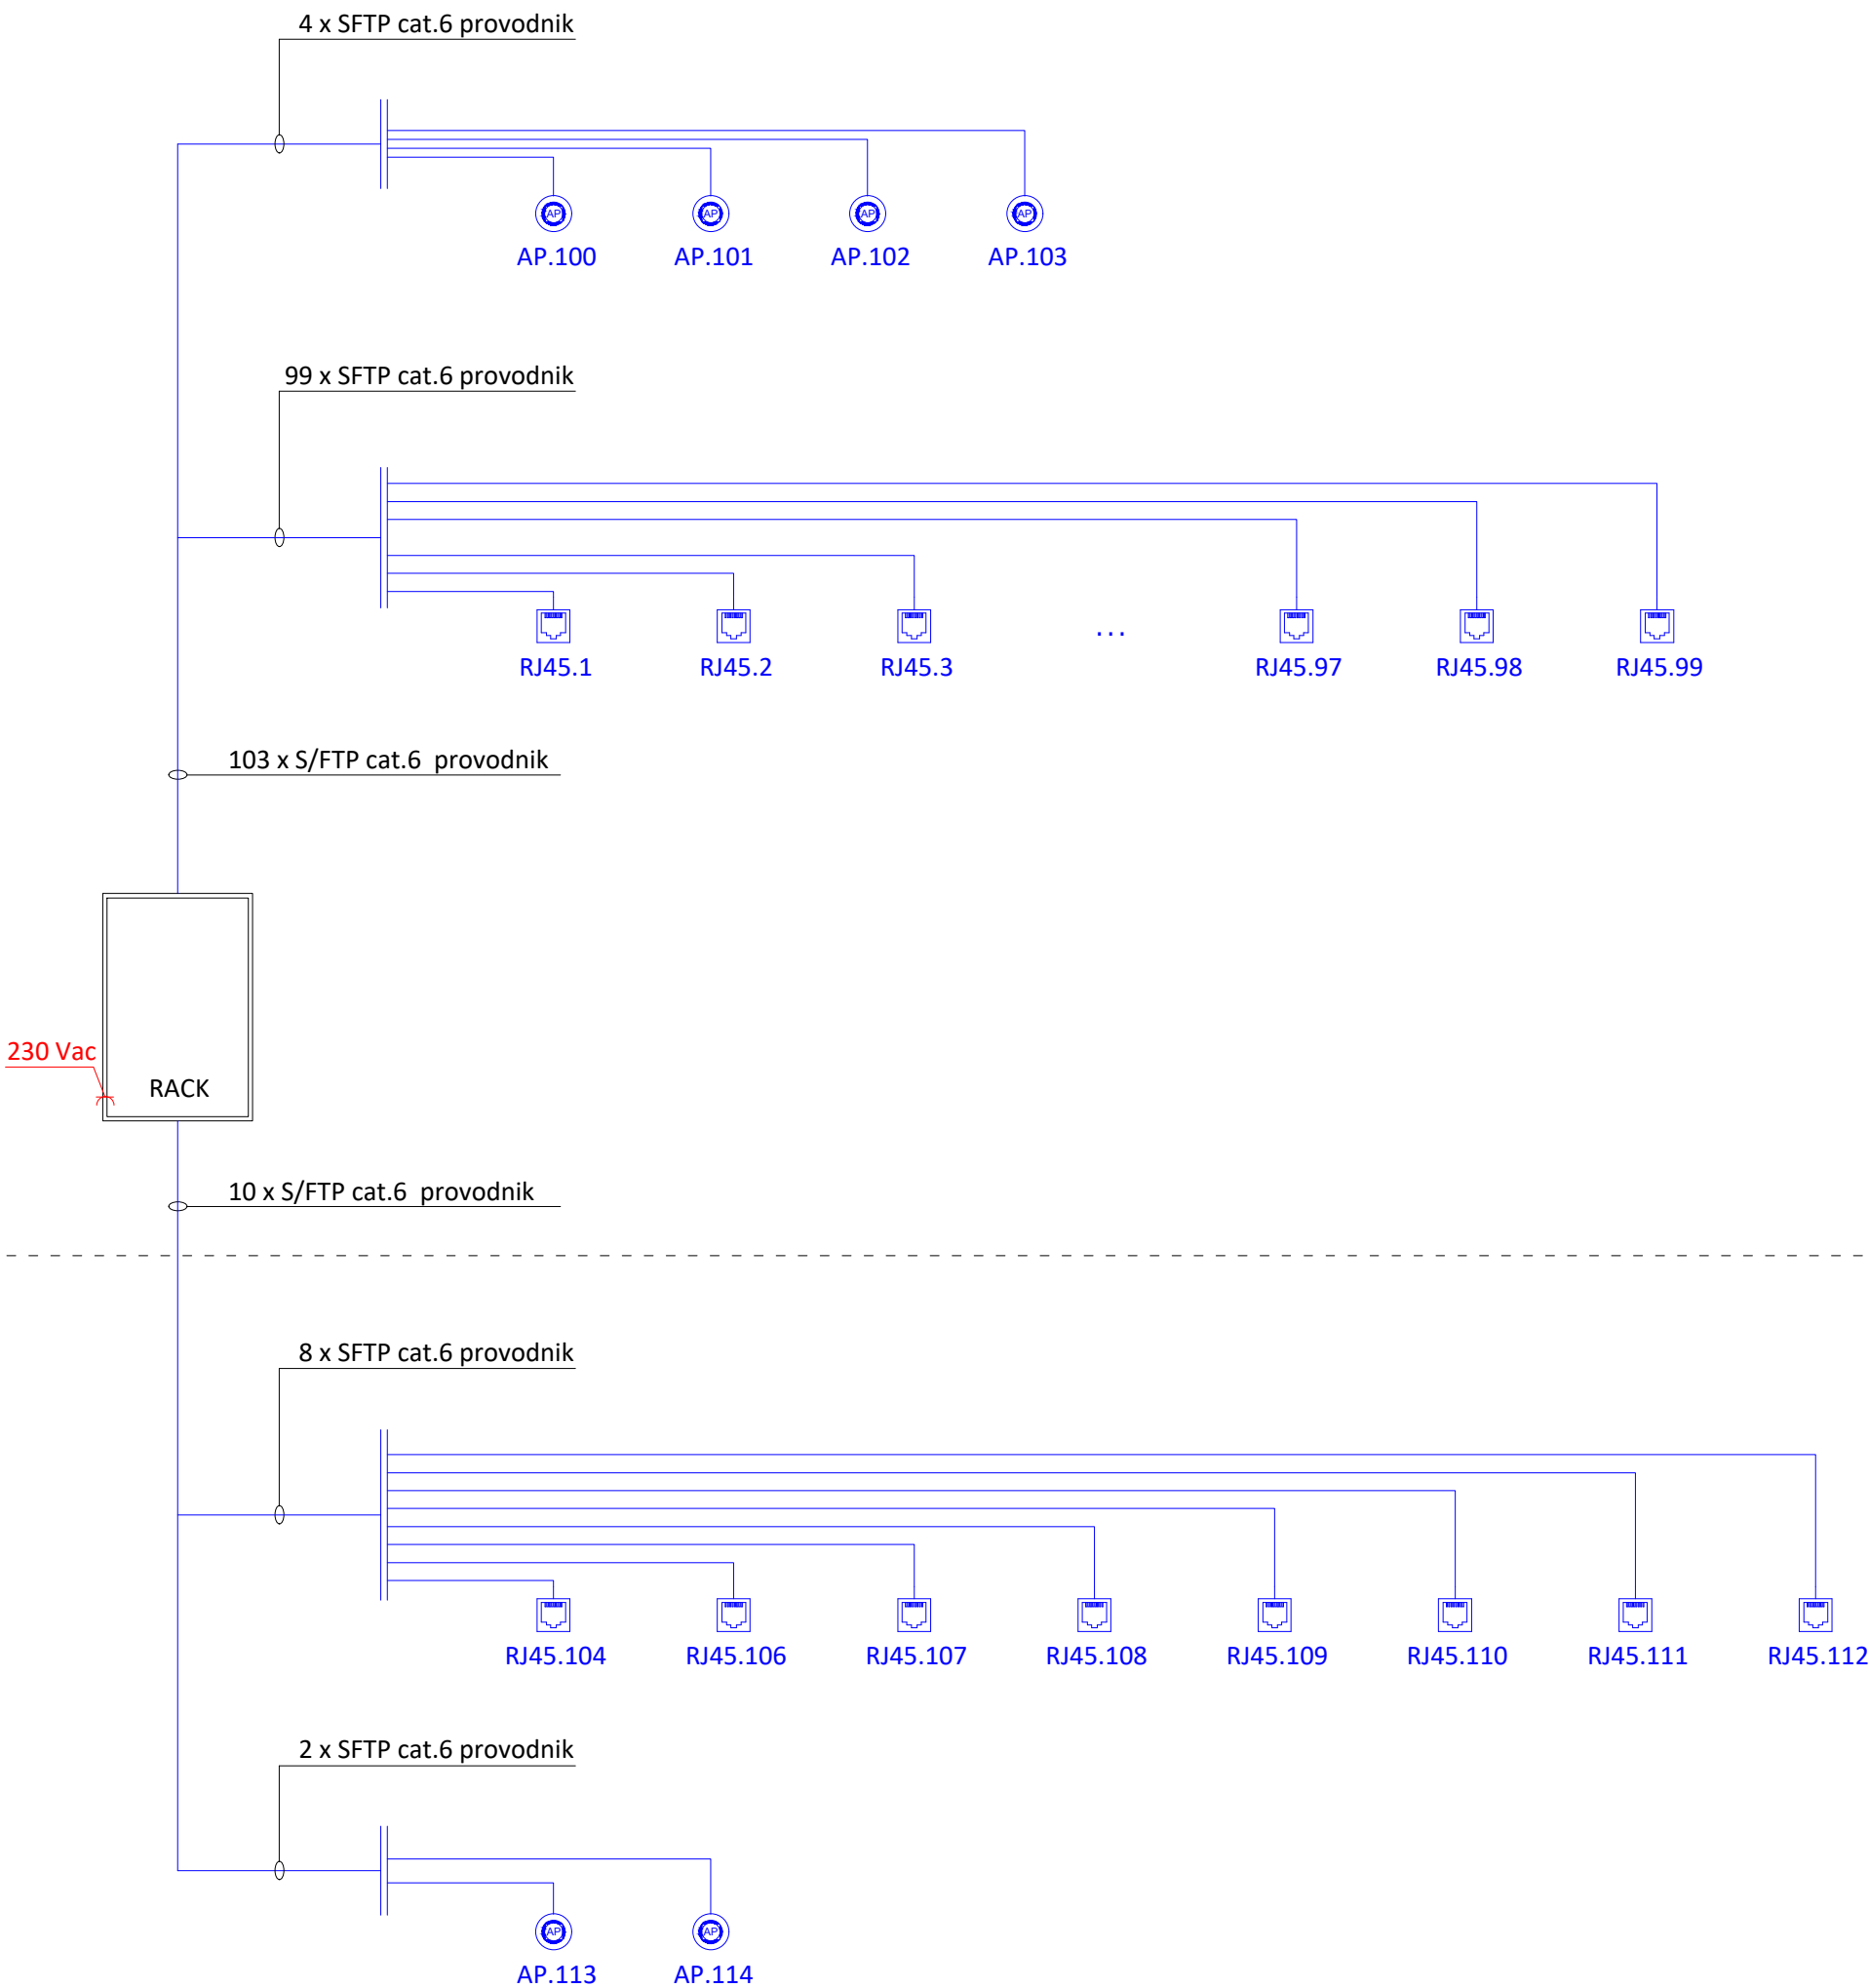 4 x SFTP cat.6 provodnik
AP AP AP AP
AP.100 AP.101 AP.102 AP.103
99 x SFTP cat.6 provodnik
RJ45.1 RJ45.2 RJ45.3 ... RJ45.97 RJ45.98 RJ45.99
103 x S/FTP cat.6 provodnik
230 Vac
RACK
10 x S/FTP cat.6 provodnik
8 x SFTP cat.6 provodnik
RJ45.104 RJ45.106 RJ45.107 RJ45.108 RJ45.109 RJ45.110 RJ45.111 RJ45.112
2 x SFTP cat.6 provodnik
AP AP
AP.113 AP.114